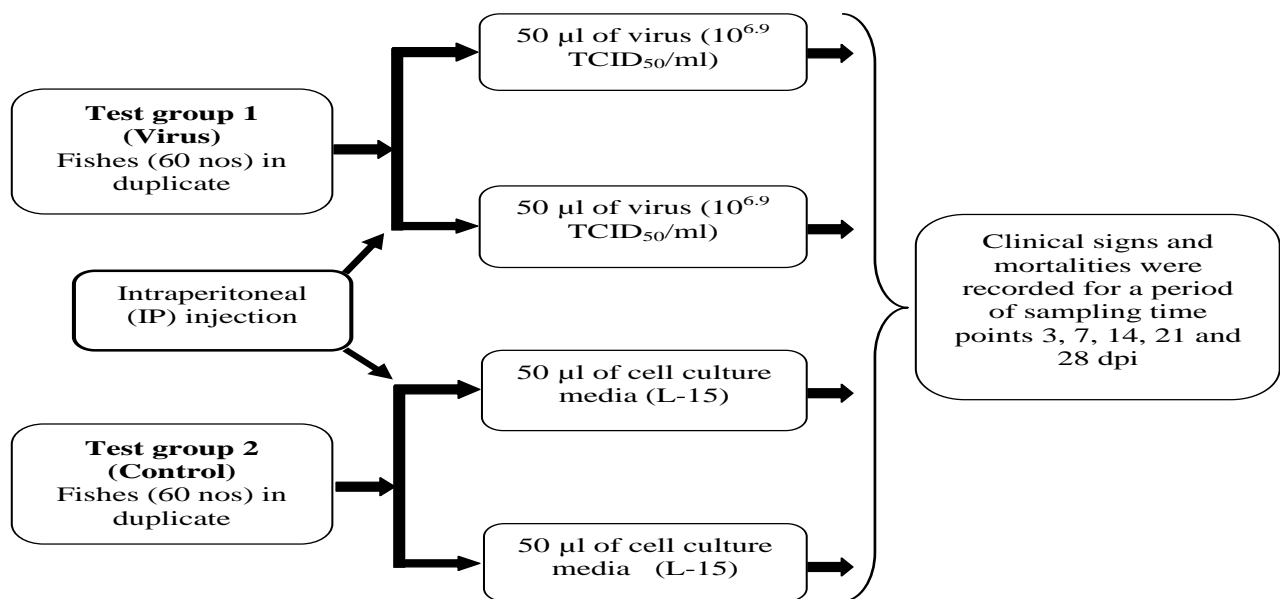 50 µl of virus (10^6.9
TCID50/ml)
Test group 1
(Virus)
Fishes (60 nos) in
duplicate
50 µl of virus (10^6.9
TCID50/ml)
Intraperitoneal
(IP) injection
Clinical signs and
mortalities were
recorded for a period
of sampling time
points 3, 7, 14, 21 and
28 dpi
50 µl of cell culture
media (L-15)
Test group 2
(Control)
Fishes (60 nos) in
duplicate
50 µl of cell culture
media (L-15)